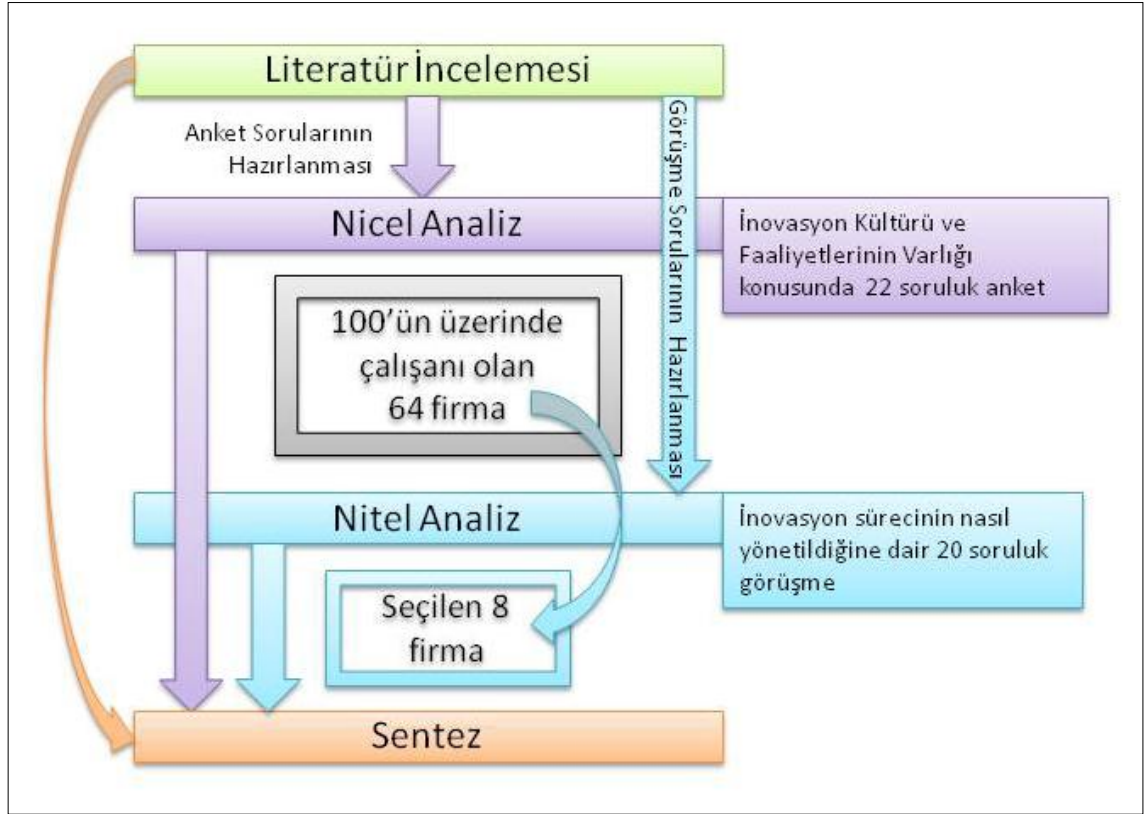 Literatür İncelemesi
Anket Sorularının
Hazırlanması
Görüşme Sorularının Hazırlanması
Nicel Analiz
İnovasyon Kültürü ve
Faaliyetlerinin Varlığı
konusunda 22 soruluk anket
100'ün üzerinde
çalışanı olan
64 firma
Nitel Analiz
İnovasyon sürecinin nasıl
yönetildiğine dair 20 soruluk
görüşme
Seçilen 8
firma
Sentez